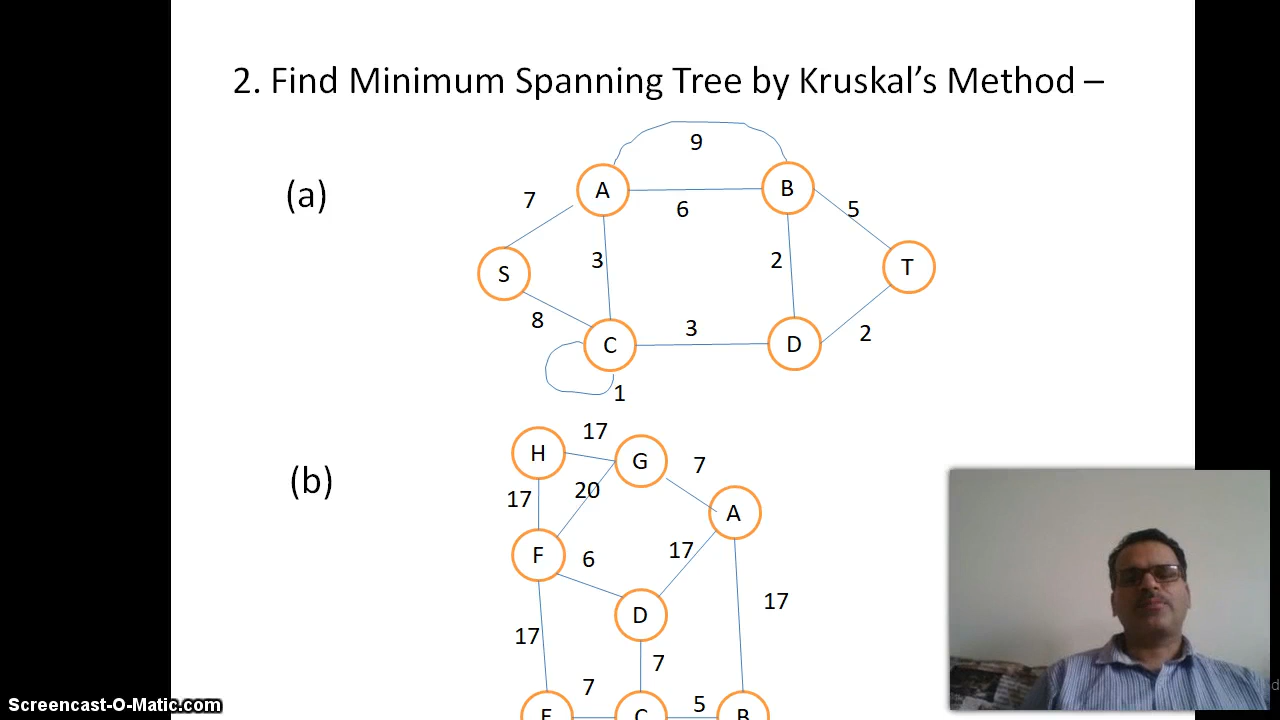 2. Find Minimum Spanning Tree by Kruskal’s Method –
9
(a)
A
B
7
6
5
S
3
2
T
8
3
2
C
D
1
17
H
G
7
(b)
17
20
A
F
6
17
D
17
17
7
7
5
E
C
B
Screencast-O-Matic.com